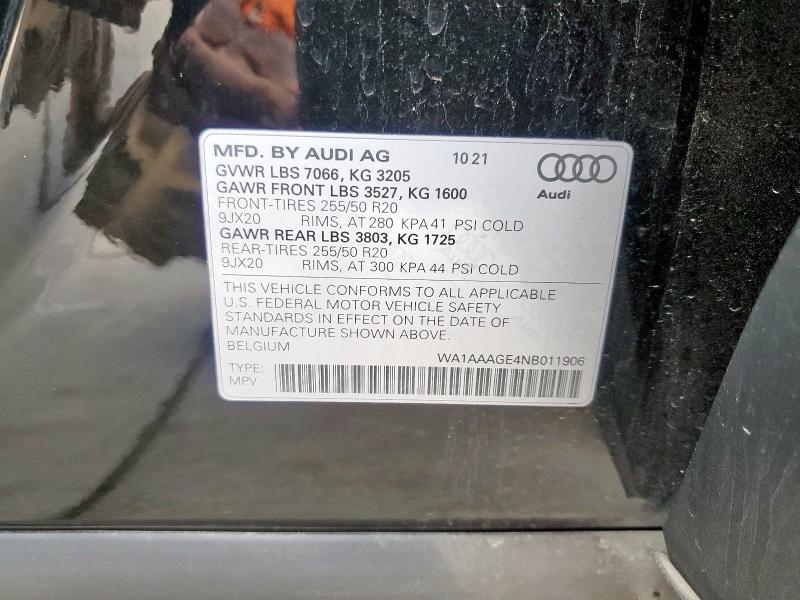 MFD. BY AUDI AG 10 21
GVWR LBS 7066, KG 3205
GAWR FRONT LBS 3527, KG 1600
FRONT-TIRES 255/50 R20
9JX20 RIMS, AT 280 KPA 41 PSI COLD
GAWR REAR LBS 3803, KG 1725
REAR-TIRES 255/50 R20
9JX20 RIMS, AT 300 KPA 44 PSI COLD
Audi
THIS VEHICLE CONFORMS TO ALL APPLICABLE
U.S. FEDERAL MOTOR VEHICLE SAFETY
STANDARDS IN EFFECT ON THE DATE OF
MANUFACTURE SHOWN ABOVE.
BELGIUM
WA1AAAGE4NB011906
TYPE:
MPV